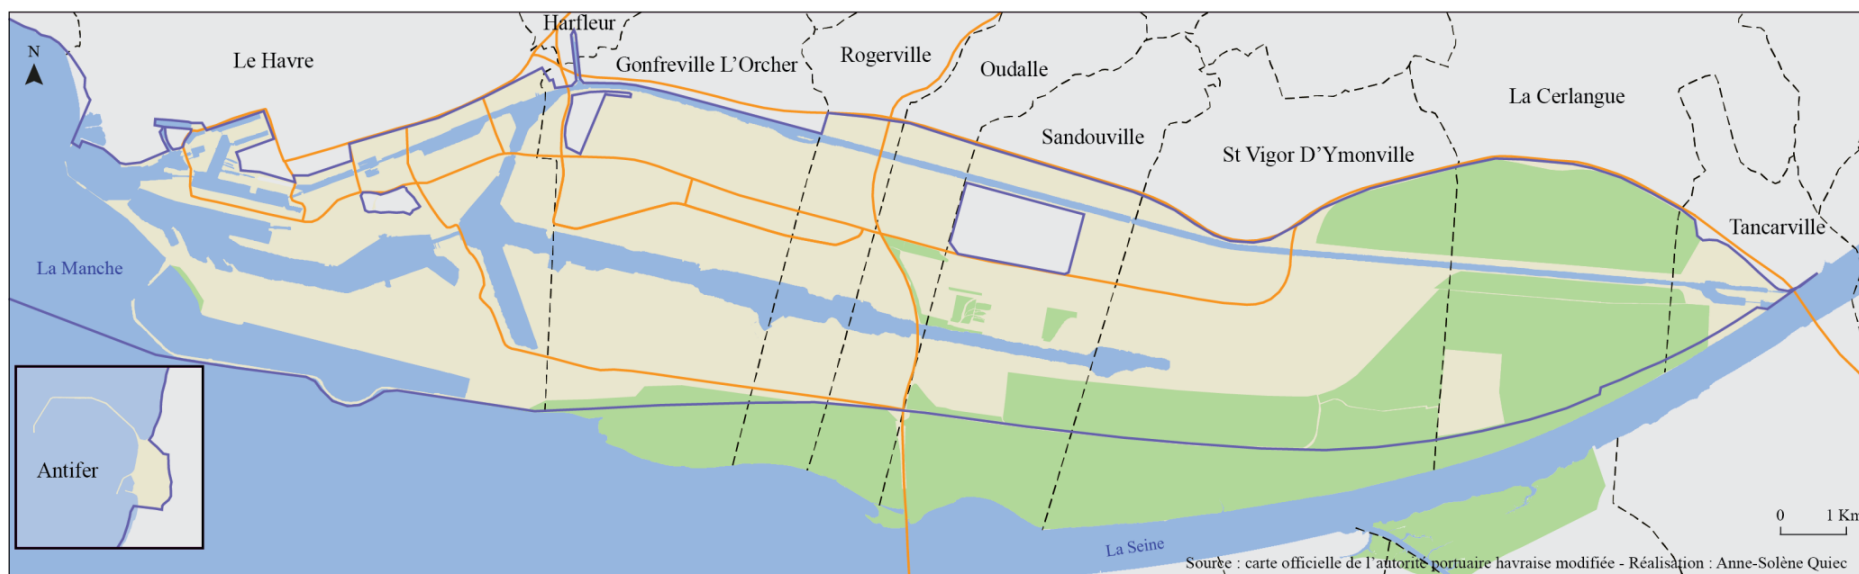 Harfleur
N
Le Havre
Gonfreville L'Orcher
Rogerville
Oudalle
La Cerlangue
Sandouville
St Vigor D'Ymonville
Tancarville
La Manche
Antifer
0 1 Km
La Seine
Source : carte officielle de l'autorité portuaire havraise modifiée - Réalisation : Anne-Solène Quiec